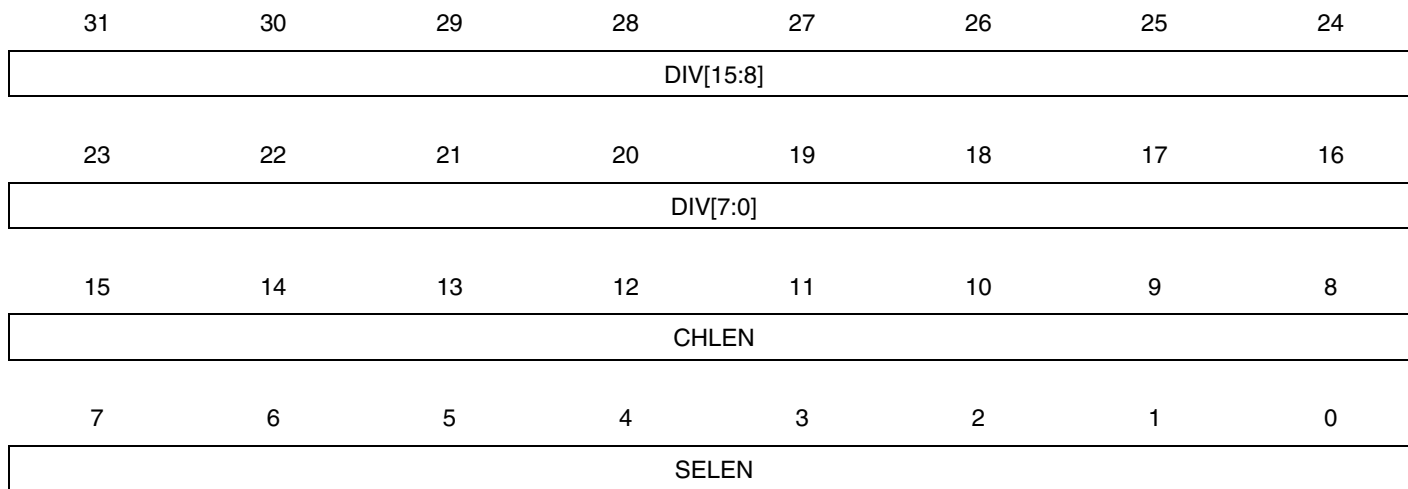 31 30 29 28 27 26 25 24
DIV[15:8]
23 22 21 20 19 18 17 16
DIV[7:0]
15 14 13 12 11 10 9 8
CHLEN
7 6 5 4 3 2 1 0
SELEN